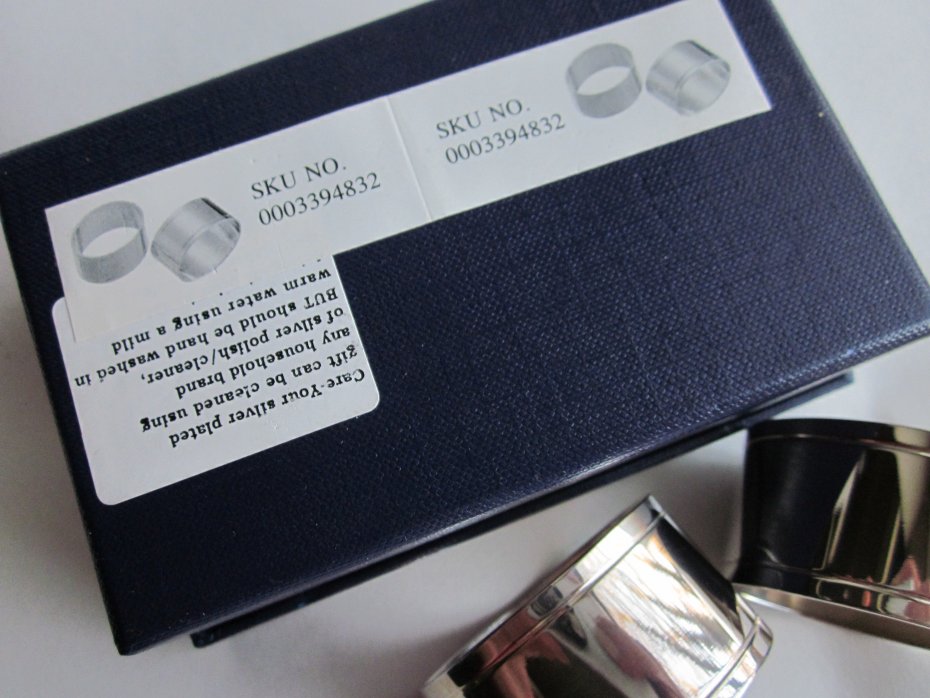 SKU NO.
0003394832
SKU NO.
0003394832
Care-Your silver plated
gift can be cleaned using
any household brand
of silver polish/cleaner,
BUT should be hand washed in
warm water using a mild